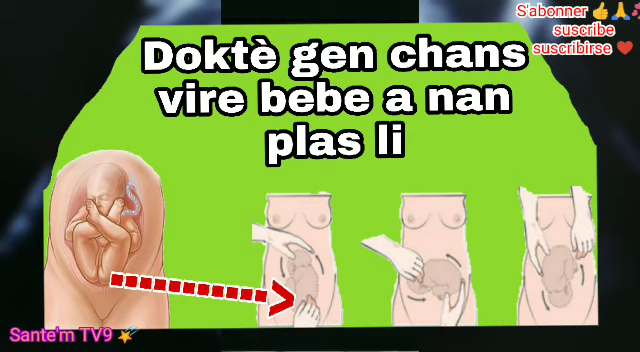 S'abonner 👍🙏
suscribe
suscribirse ❤️
Doktè gen chans
vire bebe a nan
plas li
Sante'm TV9